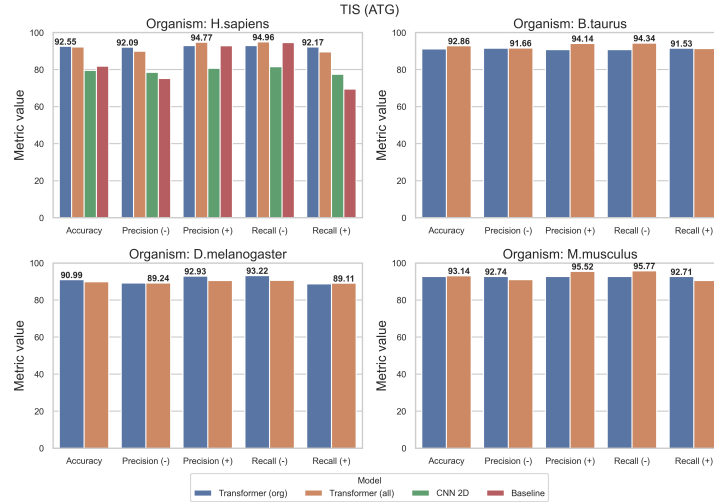 TIS (ATG)
Organism: H.sapiens
Metric value
100
80
60
40
20
0
92.55
92.09
94.77
94.96
92.17
Accuracy
Precision (-)
Precision (+)
Recall (-)
Recall (+)
Organism: B.taurus
Metric value
100
80
60
40
20
0
92.86
91.66
94.14
94.34
91.53
Accuracy
Precision (-)
Precision (+)
Recall (-)
Recall (+)
Organism: D.melanogaster
Metric value
100
80
60
40
20
0
90.99
89.24
92.93
93.22
89.11
Accuracy
Precision (-)
Precision (+)
Recall (-)
Recall (+)
Organism: M.musculus
Metric value
100
80
60
40
20
0
93.14
92.74
95.52
95.77
92.71
Accuracy
Precision (-)
Precision (+)
Recall (-)
Recall (+)
Model
Transformer (org)
Transformer (all)
CNN 2D
Baseline